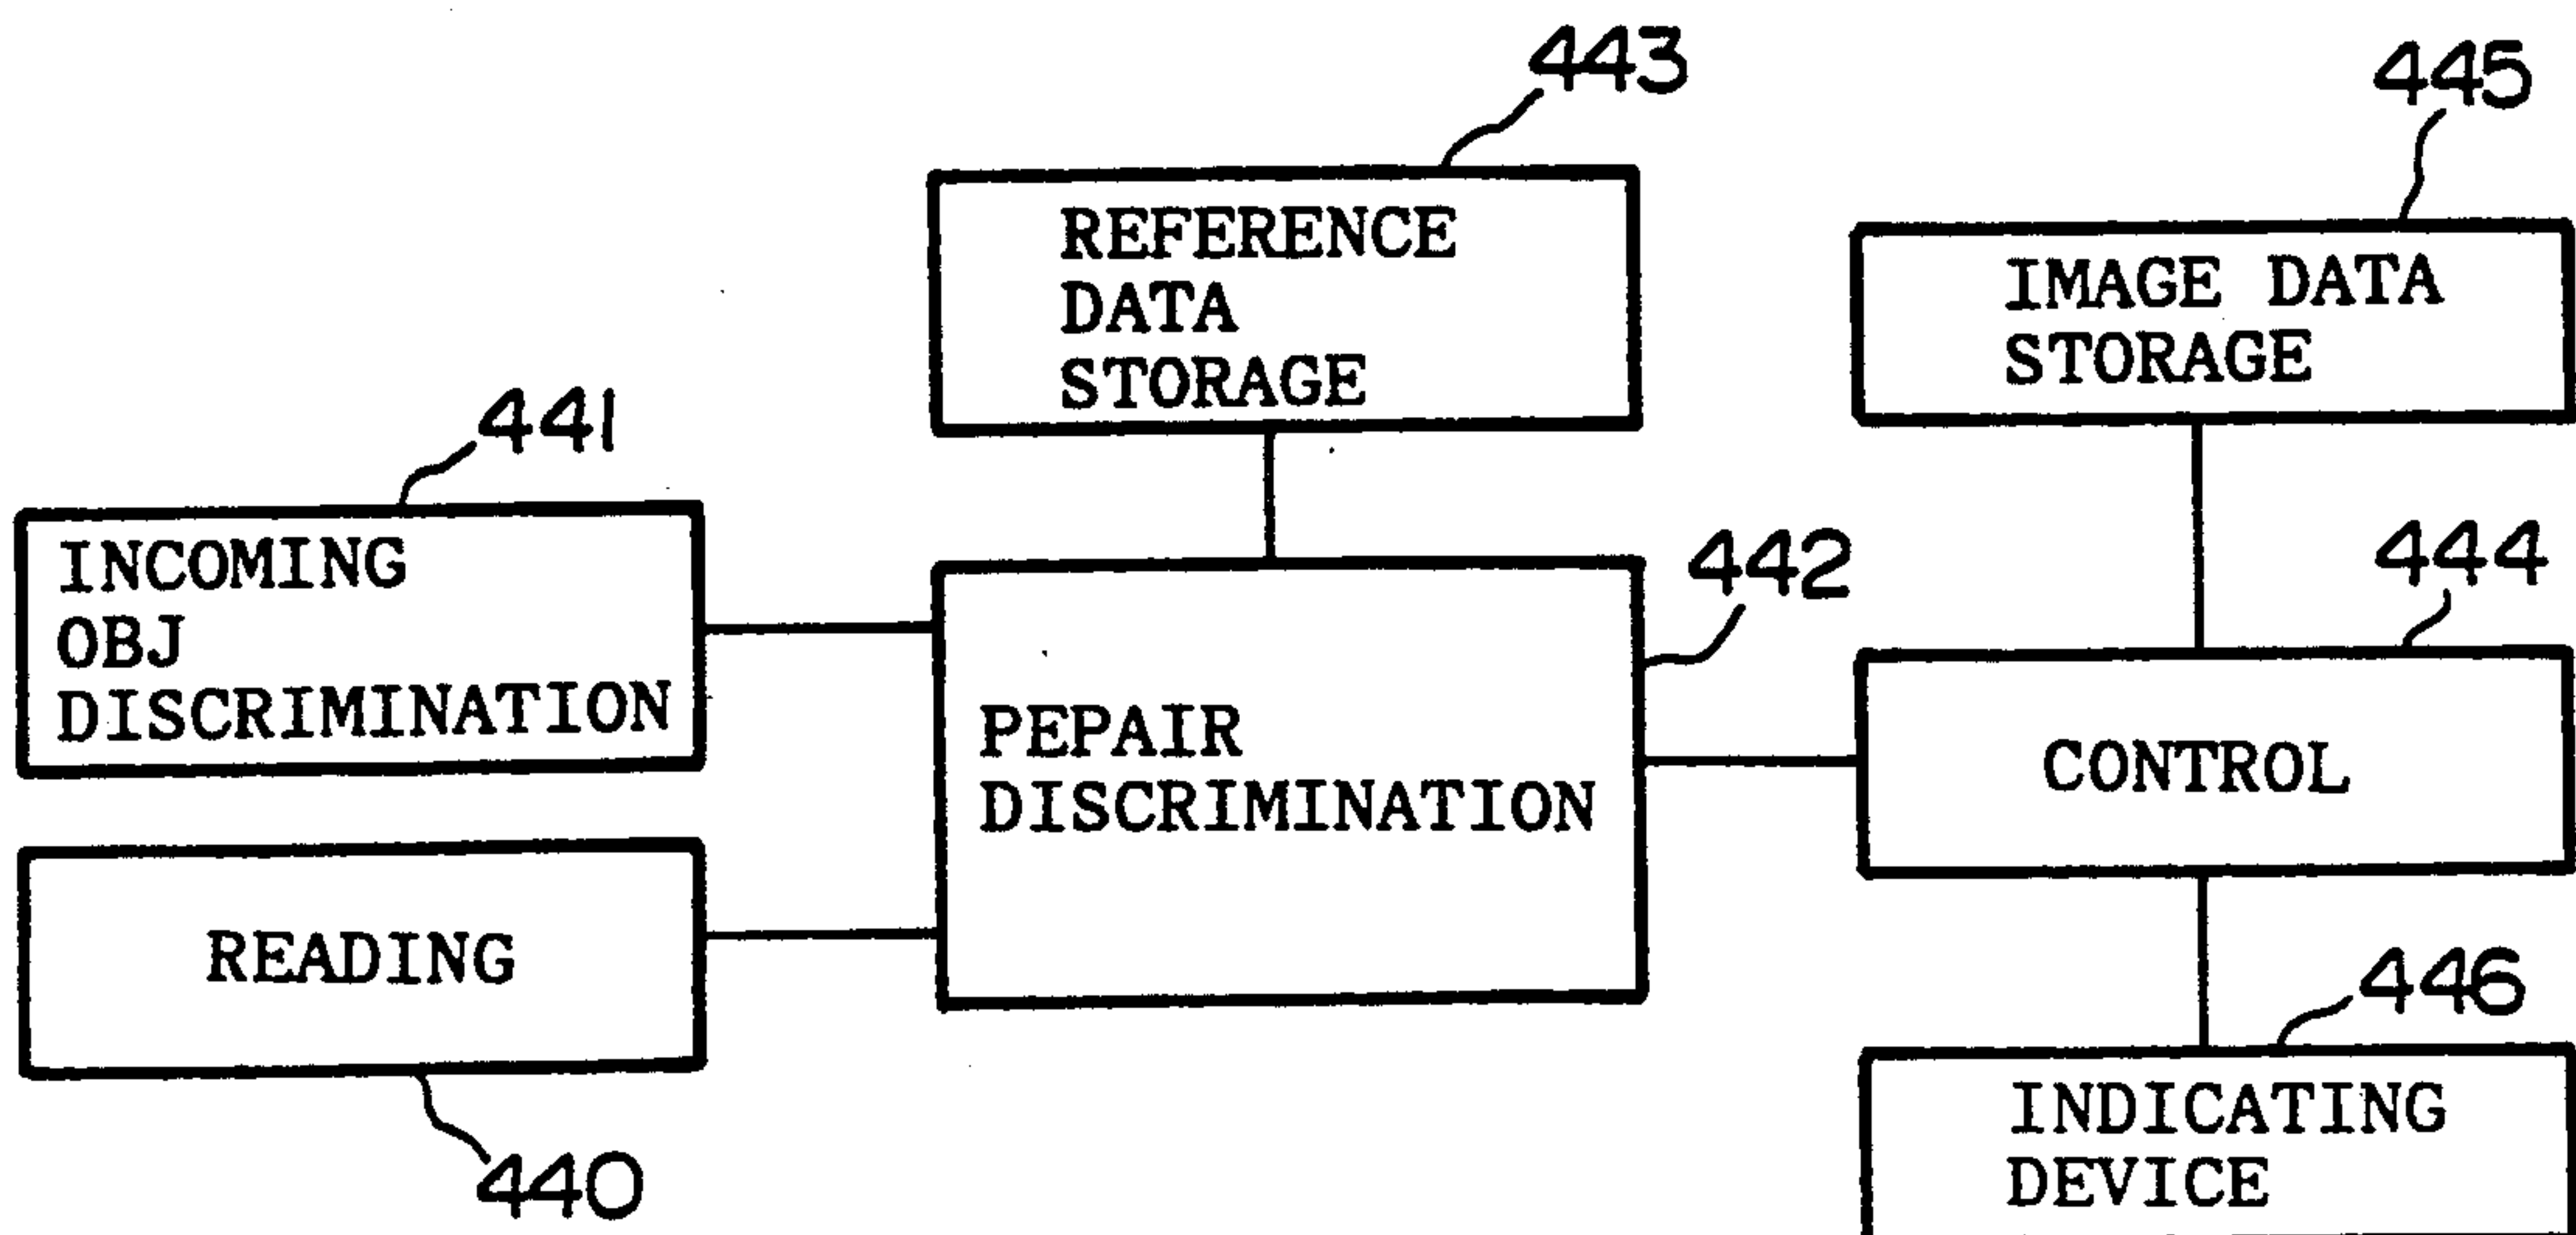 443
445
REFERENCE
DATA
STORAGE
IMAGE DATA
STORAGE
441
INCOMING
OBJ
DISCRIMINATION
442
444
PEPAIR
DISCRIMINATION
CONTROL
READING
446
440
INDICATING
DEVICE